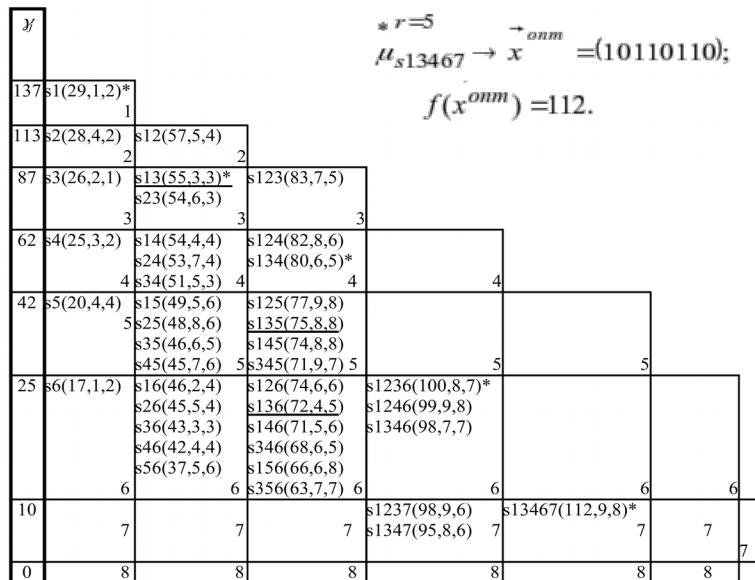 γj
* r=5
μs13467 → x опт =(10110110);
f(x опт) =112.
137 s1(29,1,2)*
1
113 s2(28,4,2) s12(57,5,4)
2 2
87 s3(26,2,1) s13(55,3,3)* s123(83,7,5)
s23(54,6,3)
3 3 3
62 s4(25,3,2) s14(54,4,4) s124(82,8,6)
s24(53,7,4) s134(80,6,5)*
4 s34(51,5,3) 4 4 4
42 s5(20,4,4) s15(49,5,6) s125(77,9,8)
5 s25(48,8,6) s135(75,8,8)
s35(46,6,5) s145(74,8,8)
s45(45,7,6) 5 s345(71,9,7) 5 5 5
25 s6(17,1,2) s16(46,2,4) s126(74,6,6) s1236(100,8,7)*
s26(45,5,4) s136(72,4,5) s1246(99,9,8)
s36(43,3,3) s146(71,5,6) s1346(98,7,7)
s46(42,4,4) s346(68,6,5)
s56(37,5,6) s156(66,6,8)
6 6 s356(63,7,7) 6 6 6 6
10 s1237(98,9,6) s13467(112,9,8)*
7 7 7 s1347(95,8,6) 7 7 7
7
0 8 8 8 8 8 8